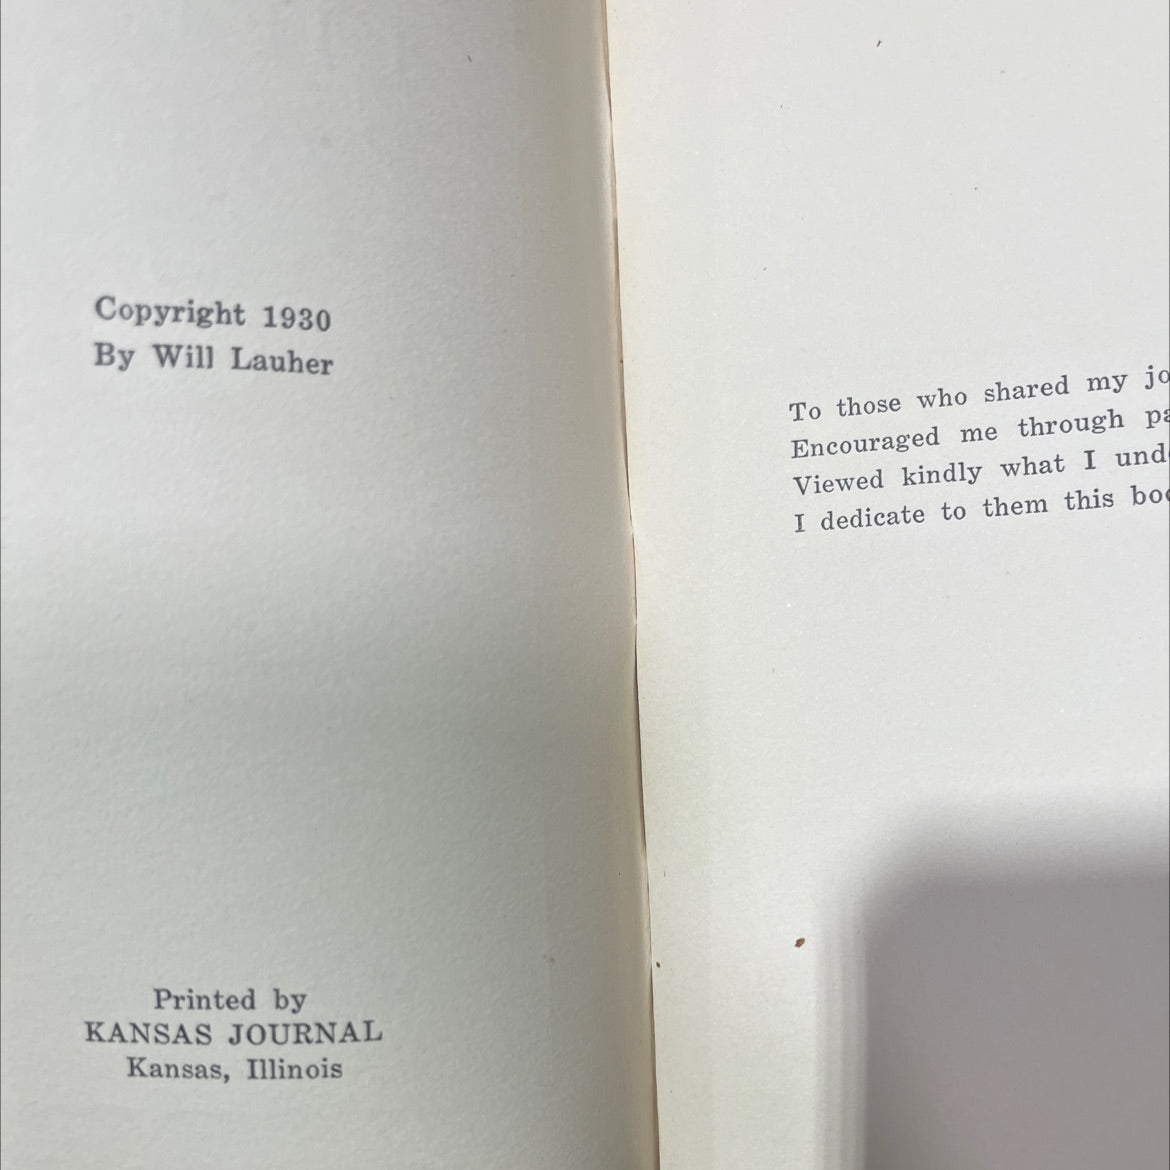 Copyright 1930
By Will Lauher
Printed by
KANSAS JOURNAL
Kansas, Illinois
To those who shared my
Encouraged me through
Viewed kindly what I
I dedicate to them this